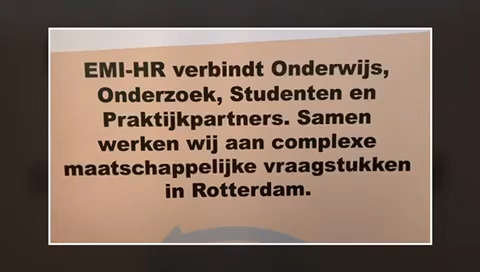 EMI-HR verbindt Onderwijs,
Onderzoek, Studenten en
Praktijkpartners. Samen
werken wij aan complexe
maatschappelijke vraagstukken
in Rotterdam.